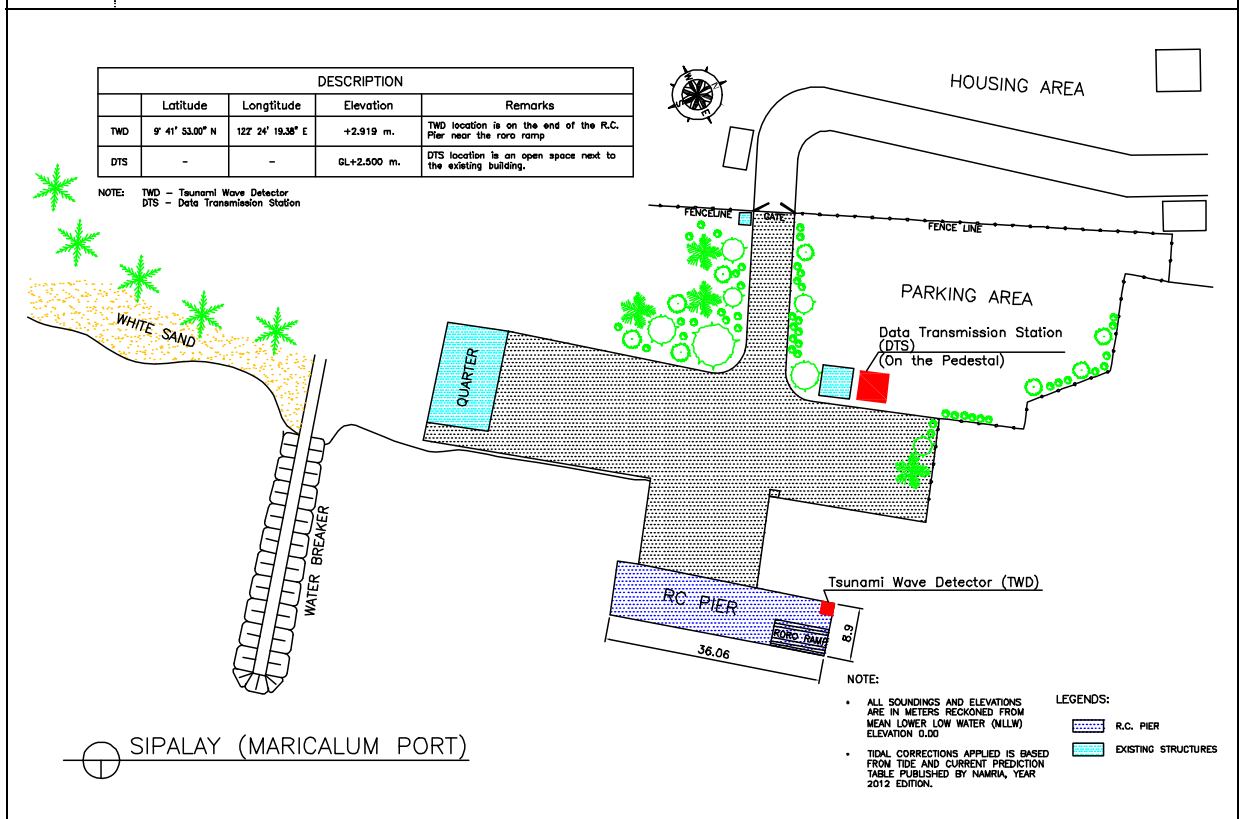 DESCRIPTION
Latitude Longtitude Elevation Remarks
TWD 9° 41' 53.00" N 122° 24' 19.38" E +2.919 m. TWD location is on the end of the R.C.
Pier near the roro ramp
DTS - - GL+2.500 m. DTS location is an open space next to
the existing building.
NOTE: TWD - Tsunami Wave Detector
DTS - Data Transmission Station
N
E
S
W
HOUSING AREA
FENCELINE
GATE
FENCE LINE
PARKING AREA
Data Transmission Station
(DTS)
(On the Pedestal)
WHITE SAND
QUARTER
WATER BREAKER
RC PIER
Tsunami Wave Detector (TWD)
RORO RAMP
8.9
36.06
NOTE:
• ALL SOUNDINGS AND ELEVATIONS
ARE IN METERS RECKONED FROM
MEAN LOWER LOW WATER (MLLW)
ELEVATION 0.00
• TIDAL CORRECTIONS APPLIED IS BASED
FROM TIDE AND CURRENT PREDICTION
TABLE PUBLISHED BY NAMRIA, YEAR
2012 EDITION.
LEGENDS:
R.C. PIER
EXISTING STRUCTURES
SIPALAY (MARICALUM PORT)